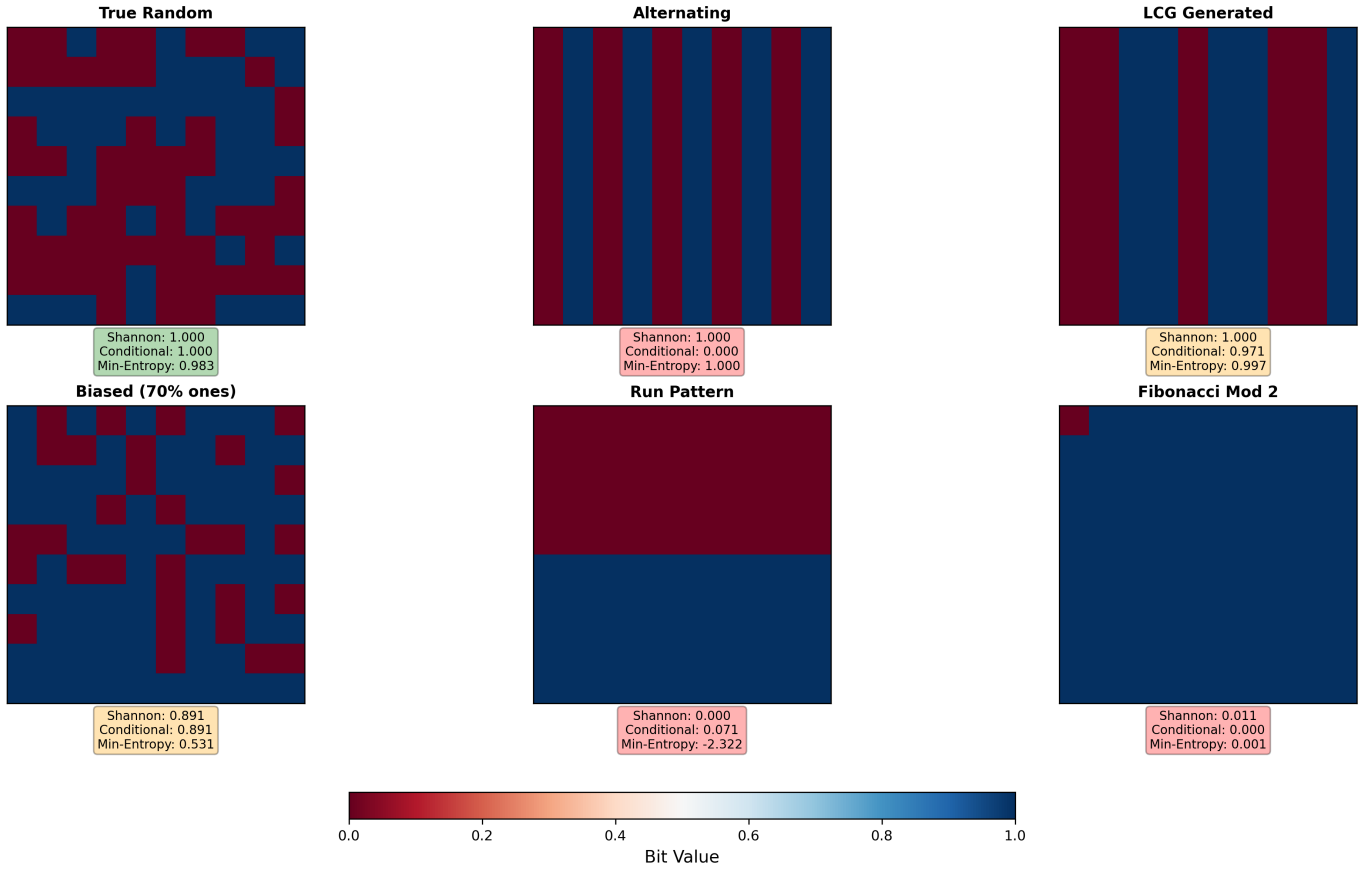 True Random
Alternating
LCG Generated
Shannon: 1.000
Conditional: 1.000
Min-Entropy: 0.983
Shannon: 1.000
Conditional: 0.000
Min-Entropy: 1.000
Shannon: 1.000
Conditional: 0.971
Min-Entropy: 0.997
Biased (70% ones)
Run Pattern
Fibonacci Mod 2
Shannon: 0.891
Conditional: 0.891
Min-Entropy: 0.531
Shannon: 0.000
Conditional: 0.071
Min-Entropy: -2.322
Shannon: 0.011
Conditional: 0.000
Min-Entropy: 0.001
0.0 0.2 0.4 0.6 0.8 1.0
Bit Value